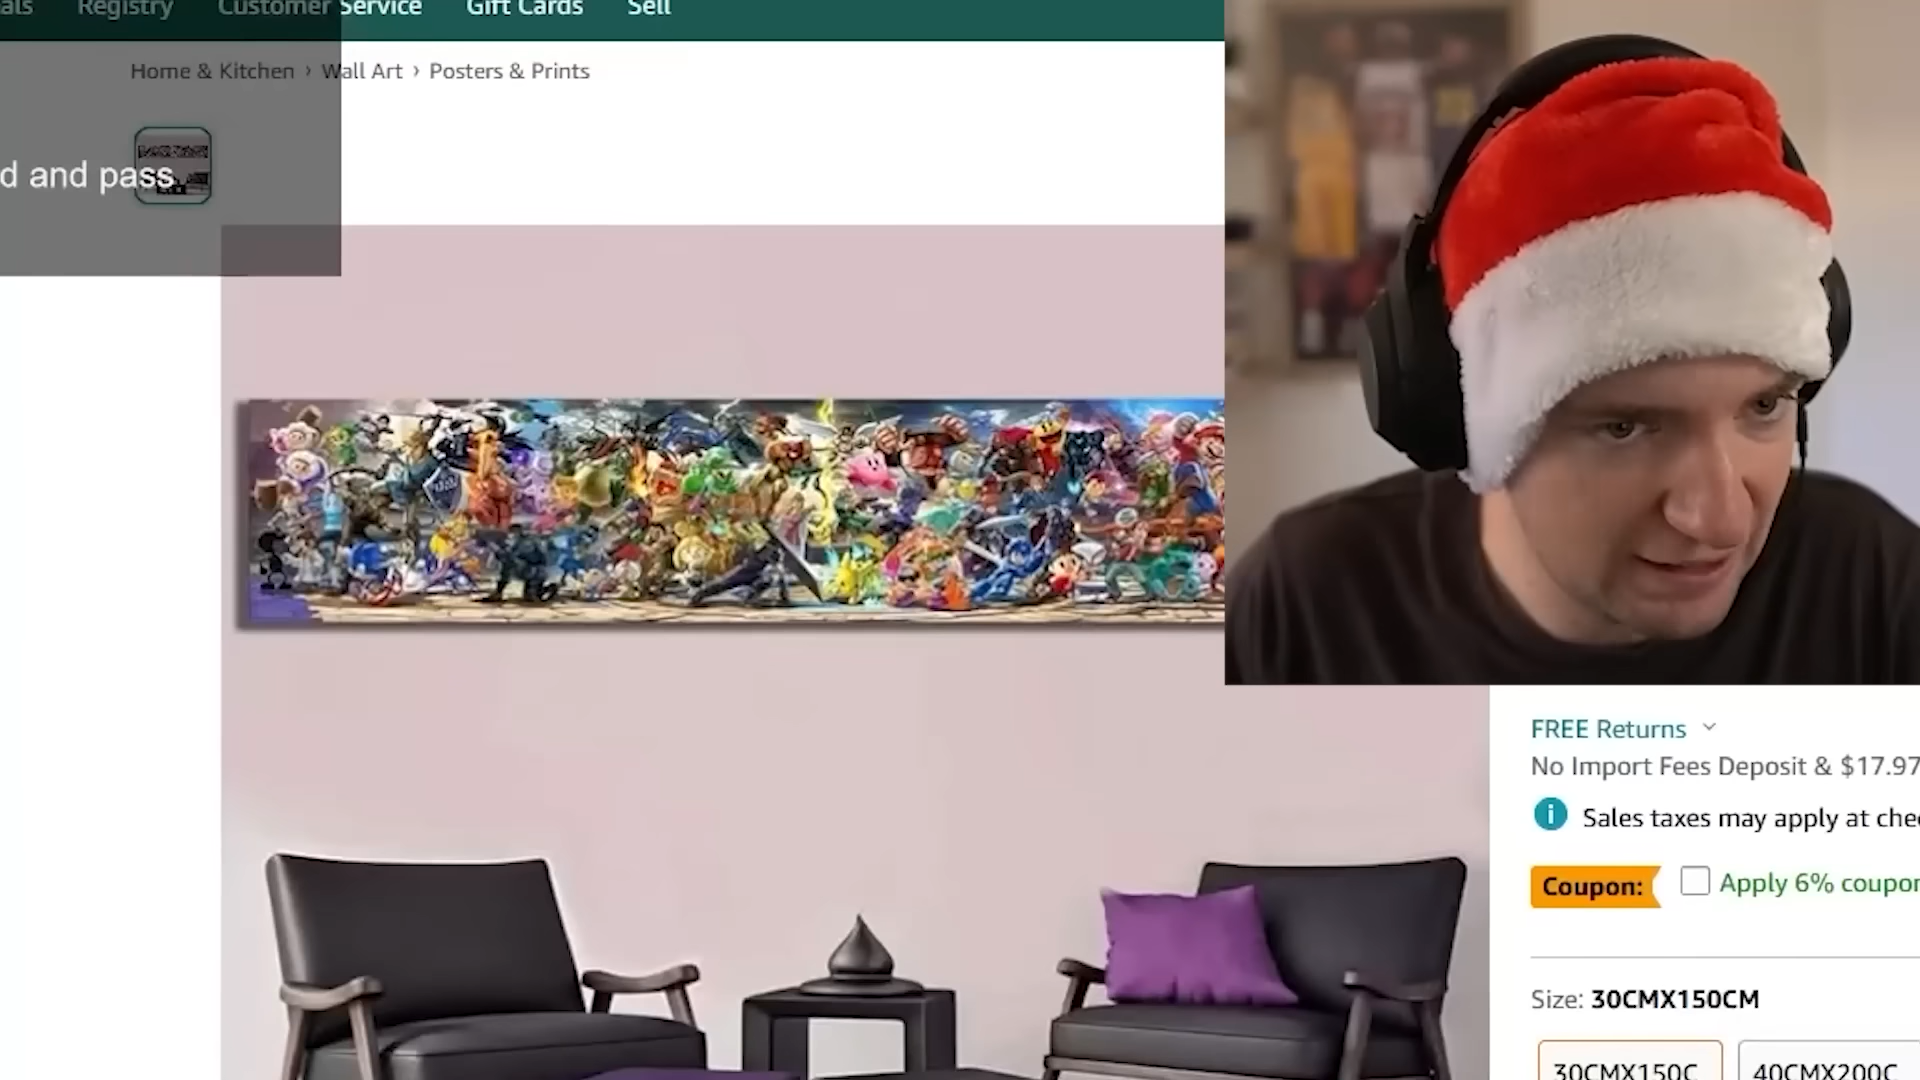 als Registry Customer Service Gift Cards Sell
Home & Kitchen › Wall Art › Posters & Prints
d and pass
FREE Returns
No Import Fees Deposit & $17.97
i Sales taxes may apply at che
Coupon: Apply 6% coupon
Size: 30CMX150CM
30CMX150C 40CMX200C